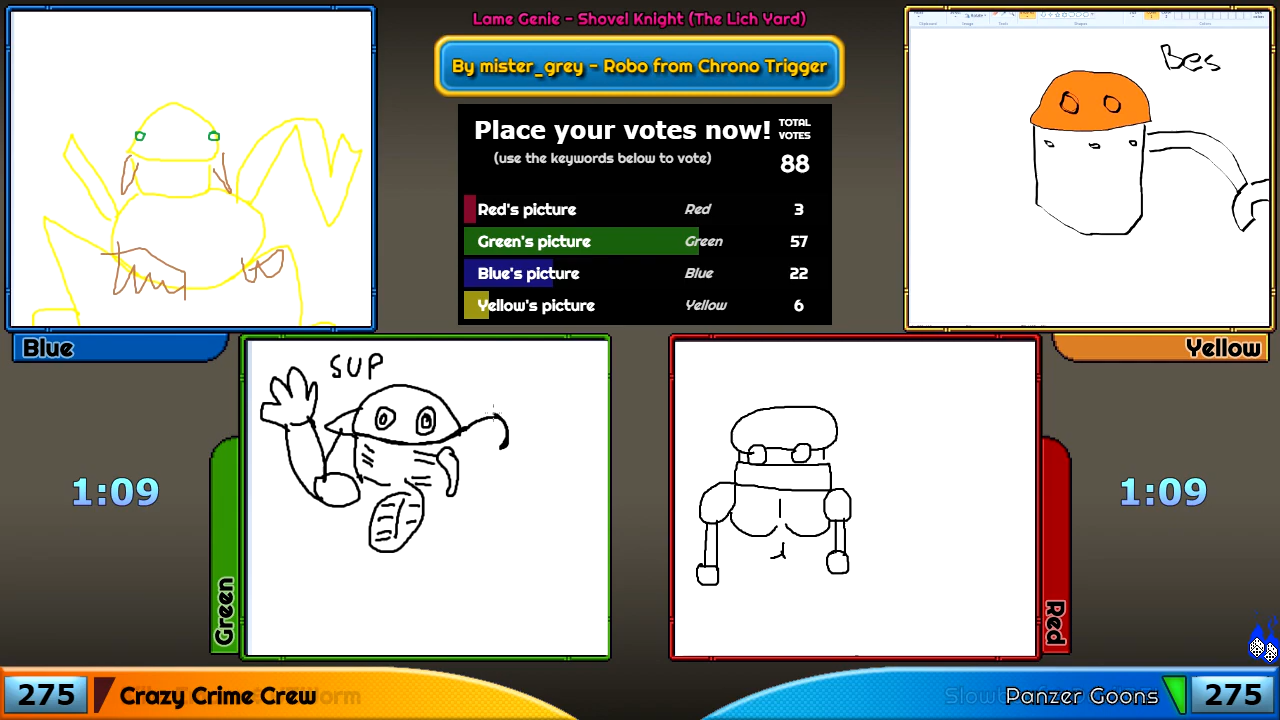 Lame Genie - Shovel Knight (The Lich Yard)
By mister_grey - Robo from Chrono Trigger
Place your votes now!
(use the keywords below to vote)
TOTAL
VOTES
88
Red's picture Red 3
Green's picture Green 57
Blue's picture Blue 22
Yellow's picture Yellow 6
Bes
Blue
Yellow
SUP
1:09
1:09
Green
Red
275
Crazy Crime Crew
Panzer Goons
275